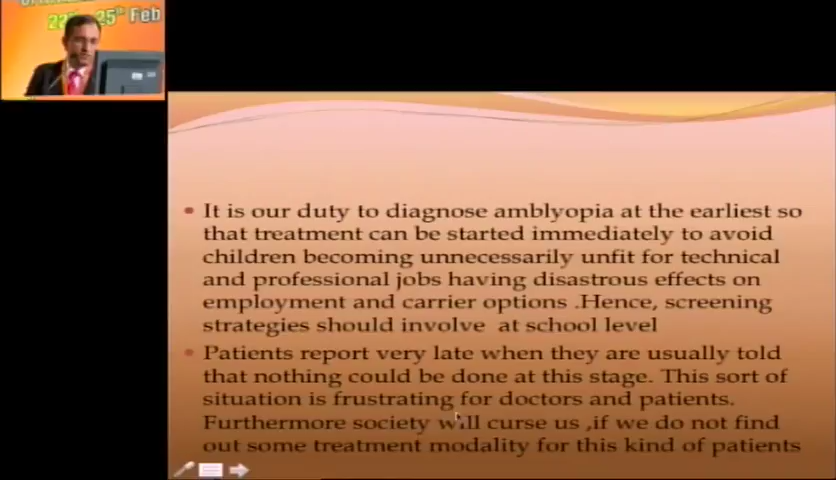 25th Feb
It is our duty to diagnose amblyopia at the earliest so
that treatment can be started immediately to avoid
children becoming unnecessarily unfit for technical
and professional jobs having disastrous effects on
employment and carrier options .Hence, screening
strategies should involve at school level
Patients report very late when they are usually told
that nothing could be done at this stage. This sort of
situation is frustrating for doctors and patients.
Furthermore society will curse us ,if we do not find
out some treatment modality for this kind of patients